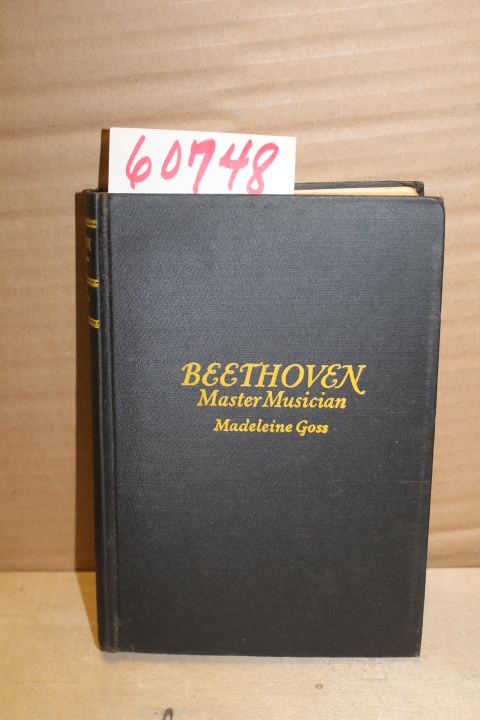 60748
BEETHOVEN
Master Musician
Madeleine Goss